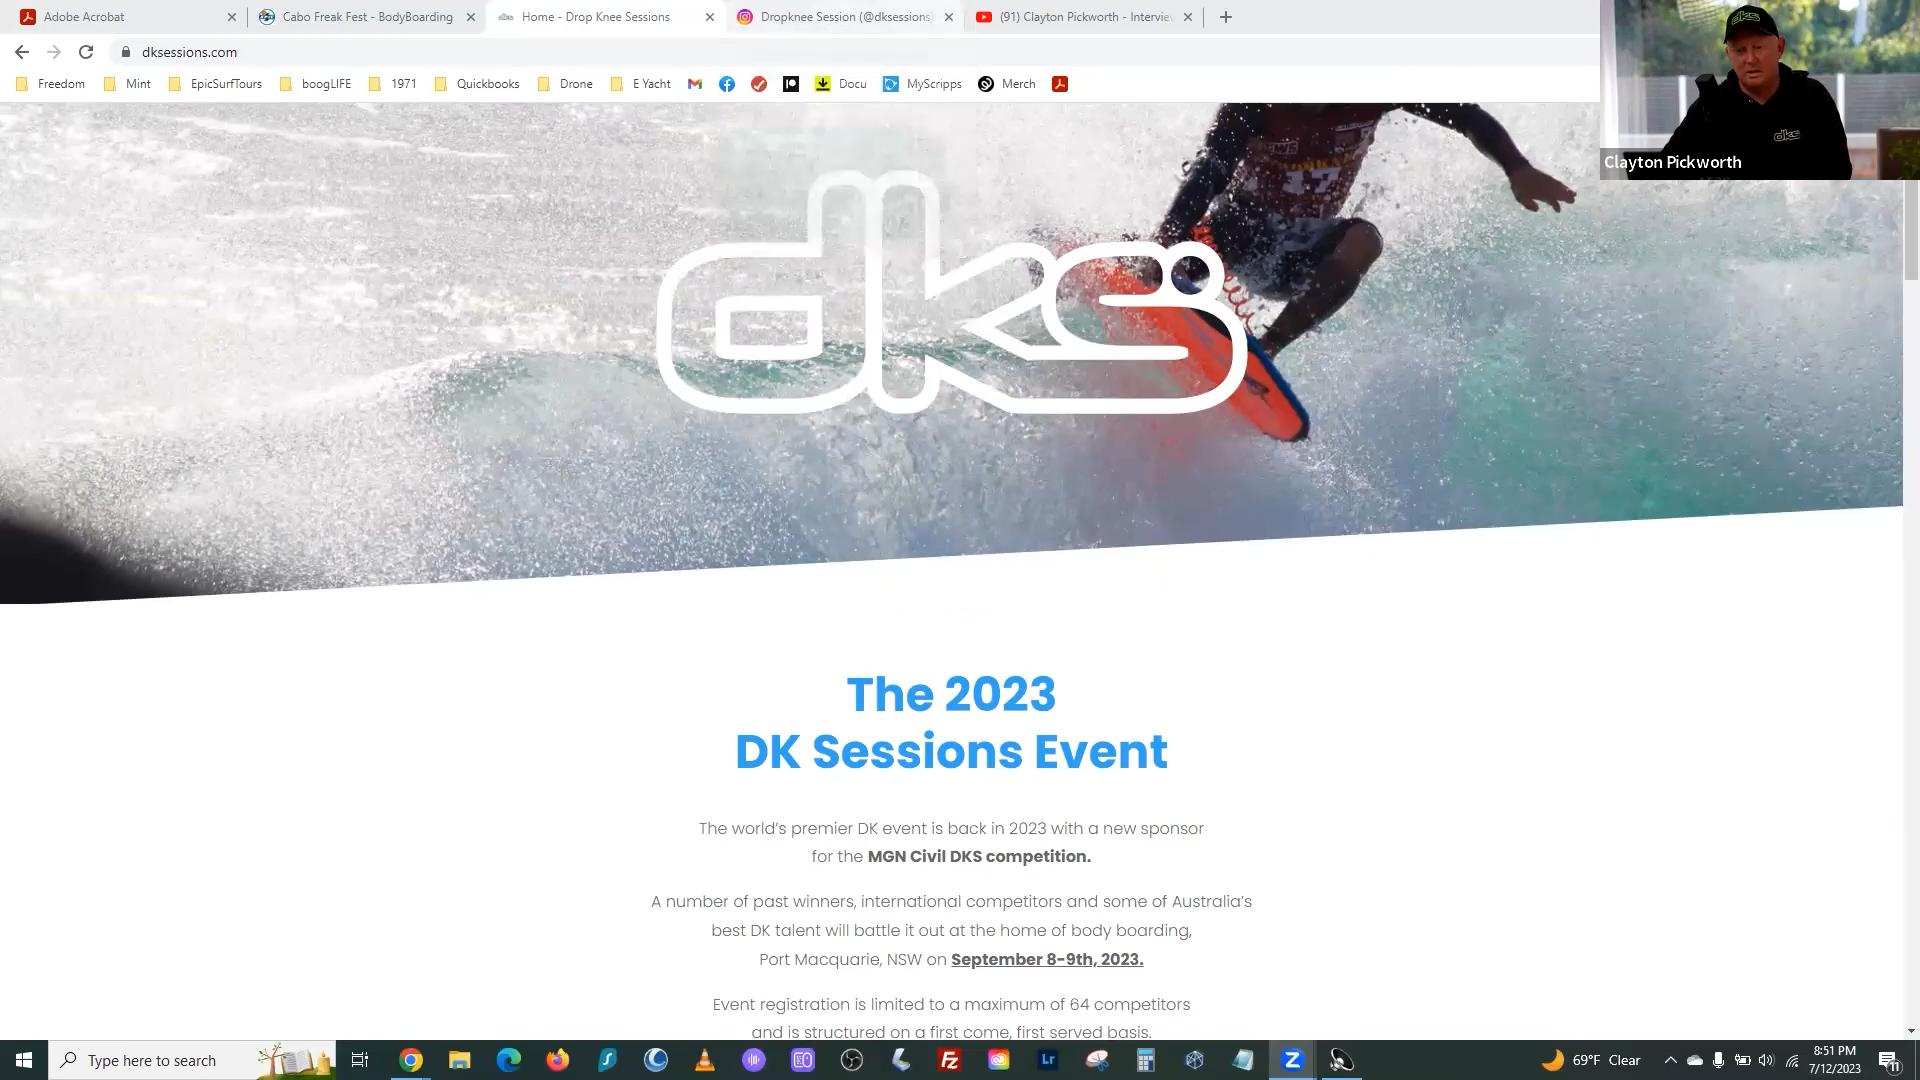 Adobe Acrobat
Cabo Freak Fest - BodyBoarding
Home - Drop Knee Sessions
Dropknee Session (@dksessions)
(91) Clayton Pickworth - Intervie
dksessions.com
Freedom
Mint
EpicSurfTours
boogLIFE
1971
Quickbooks
Drone
E Yacht
Docu
MyScripps
Merch
dks
dks
Clayton Pickworth
dks
17
The 2023
DK Sessions Event
The world's premier DK event is back in 2023 with a new sponsor
for the MGN Civil DKS competition.
A number of past winners, international competitors and some of Australia's
best DK talent will battle it out at the home of body boarding,
Port Macquarie, NSW on September 8-9th, 2023.
Event registration is limited to a maximum of 64 competitors
and is structured on a first come, first served basis.
Type here to search
Fz
Lr
69°F Clear
8:51 PM
7/12/2023
11